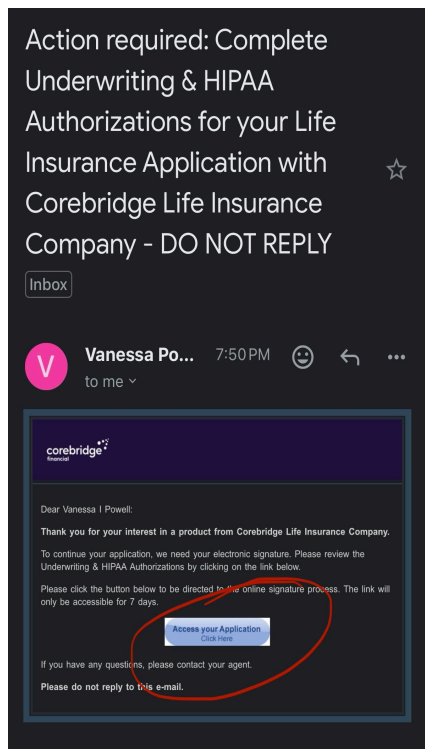 Action required: Complete
Underwriting & HIPAA
Authorizations for your Life
Insurance Application with
Corebridge Life Insurance
Company - DO NOT REPLY
Inbox
V
Vanessa Po... 7:50 PM
to me
corebridge
financial
Dear Vanessa I Powell:
Thank you for your interest in a product from Corebridge Life Insurance Company.
To continue your application, we need your electronic signature. Please review the
Underwriting & HIPAA Authorizations by clicking on the link below.
Please click the button below to be directed to the online signature process. The link will
only be accessible for 7 days.
Access your Application
Click Here
If you have any questions, please contact your agent.
Please do not reply to this e-mail.